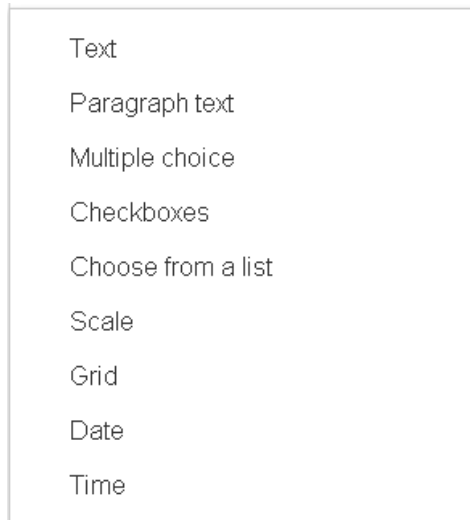 Text
Paragraph text
Multiple choice
Checkboxes
Choose from a list
Scale
Grid
Date
Time